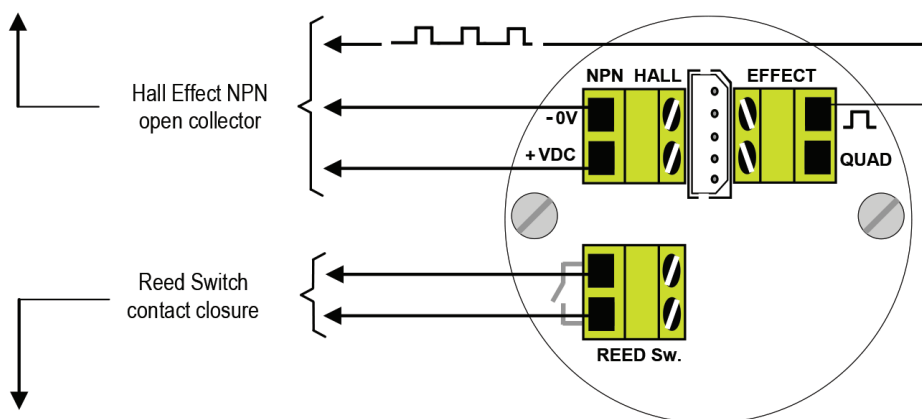 NPN HALL
EFFECT
Hall Effect NPN
open collector
- 0V
+ VDC
QUAD
Reed Switch
contact closure
REED Sw.